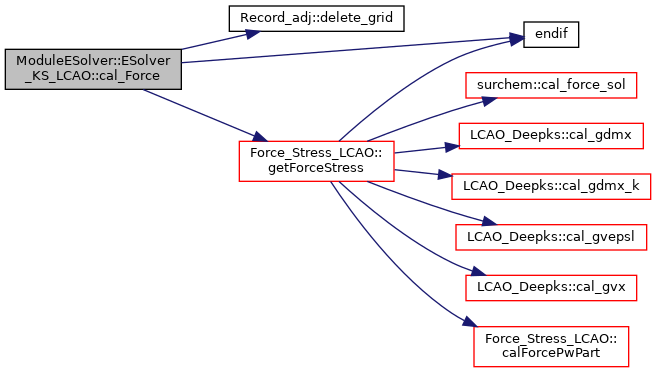 ModuleESolver::ESolver
_KS_LCAO::cal_Force
Record_adj::delete_grid
endif
Force_Stress_LCAO::
getForceStress
surchem::cal_force_sol
LCAO_Deepks::cal_gdmx
LCAO_Deepks::cal_gdmx_k
LCAO_Deepks::cal_gvepsl
LCAO_Deepks::cal_gvx
Force_Stress_LCAO::
calForcePwPart